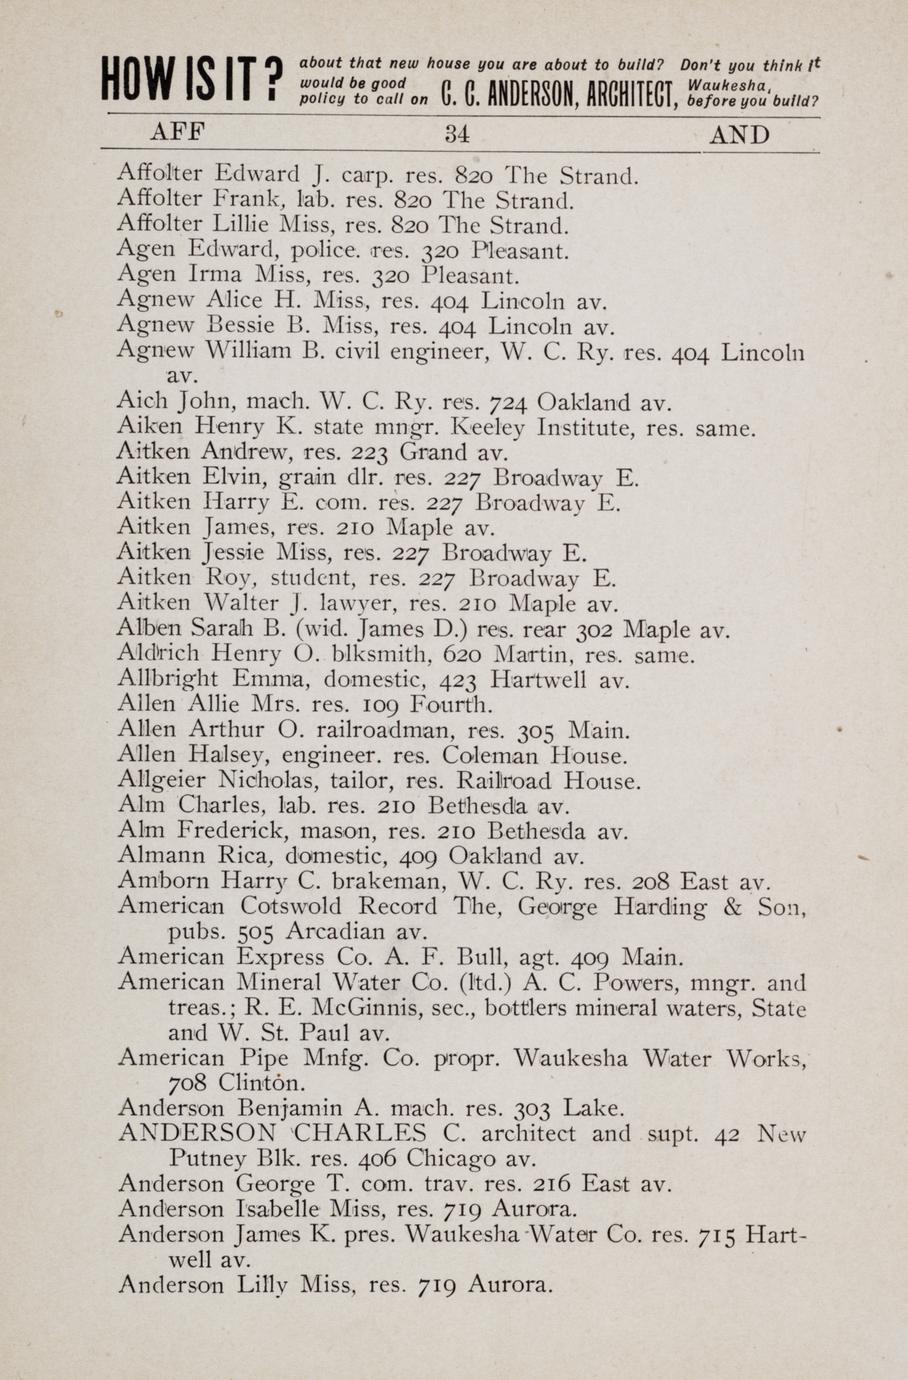 HOW IS IT? about that new house you are about to build? Don't you think it
would be good policy to call on C. C. ANDERSON, ARCHITECT, Waukesha, before you build?
AFF 34 AND
Affolter Edward J. carp. res. 820 The Strand.
Affolter Frank, lab. res. 820 The Strand.
Affolter Lillie Miss, res. 820 The Strand.
Agen Edward, police. res. 320 Pleasant.
Agen Irma Miss, res. 320 Pleasant.
Agnew Alice H. Miss, res. 404 Lincoln av.
Agnew Bessie B. Miss, res. 404 Lincoln av.
Agnew William B. civil engineer, W. C. Ry. res. 404 Lincoln
av.
Aich John, mach. W. C. Ry. res. 724 Oakland av.
Aiken Henry K. state mngr. Keeley Institute, res. same.
Aitken Andrew, res. 223 Grand av.
Aitken Elvin, grain dlr. res. 227 Broadway E.
Aitken Harry E. com. res. 227 Broadway E.
Aitken James, res. 210 Maple av.
Aitken Jessie Miss, res. 227 Broadway E.
Aitken Roy, student, res. 227 Broadway E.
Aitken Walter J. lawyer, res. 210 Maple av.
Alben Sarah B. (wid. James D.) res. rear 302 Maple av.
Aldrich Henry O. blksmith, 620 Martin, res. same.
Allbright Emma, domestic, 423 Hartwell av.
Allen Allie Mrs. res. 109 Fourth.
Allen Arthur O. railroadman, res. 305 Main.
Allen Halsey, engineer. res. Coleman House.
Allgeier Nicholas, tailor, res. Railroad House.
Alm Charles, lab. res. 210 Bethesda av.
Alm Frederick, mason, res. 210 Bethesda av.
Almann Rica, domestic, 409 Oakland av.
Amborn Harry C. brakeman, W. C. Ry. res. 208 East av.
American Cotswold Record The, George Harding & Son,
pubs. 505 Arcadian av.
American Express Co. A. F. Bull, agt. 409 Main.
American Mineral Water Co. (ltd.) A. C. Powers, mngr. and
treas.; R. E. McGinnis, sec., bottlers mineral waters, State
and W. St. Paul av.
American Pipe Mnfg. Co. propr. Waukesha Water Works,
708 Clinton.
Anderson Benjamin A. mach. res. 303 Lake.
ANDERSON CHARLES C. architect and supt. 42 New
Putney Blk. res. 406 Chicago av.
Anderson George T. com. trav. res. 216 East av.
Anderson Isabelle Miss, res. 719 Aurora.
Anderson James K. pres. Waukesha Water Co. res. 715 Hart-
well av.
Anderson Lilly Miss, res. 719 Aurora.